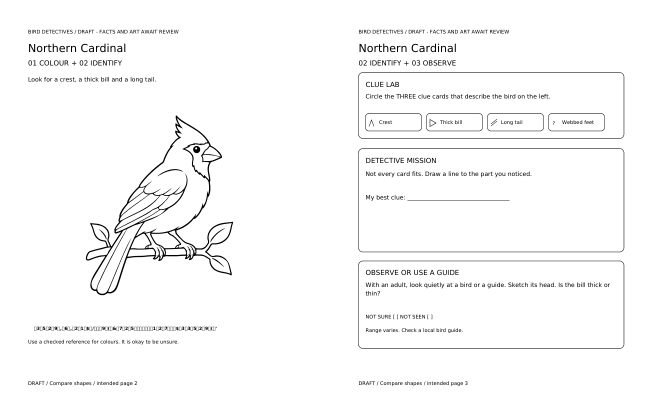 BIRD DETECTIVES / DRAFT - FACTS AND ART AWAIT REVIEW
Northern Cardinal
01 COLOUR + 02 IDENTIFY
Look for a crest, a thick bill and a long tail.
Use a checked reference for colours. It is okay to be unsure.
DRAFT / Compare shapes / Intended page 2
BIRD DETECTIVES / DRAFT - FACTS AND ART AWAIT REVIEW
Northern Cardinal
02 IDENTIFY + 03 OBSERVE
CLUE LAB
Circle the THREE clue cards that describe the bird on the left.
Crest
Thick bill
Long tail
? Webbed feet
DETECTIVE MISSION
Not every card fits. Draw a line to the part you noticed.
My best clue: ______________________________
OBSERVE OR USE A GUIDE
With an adult, look quietly at a bird or a guide. Sketch its head. Is the bill thick or
thin?
NOT SURE [ ] NOT SEEN [ ]
Range varies. Check a local bird guide.
DRAFT / Compare shapes / Intended page 3